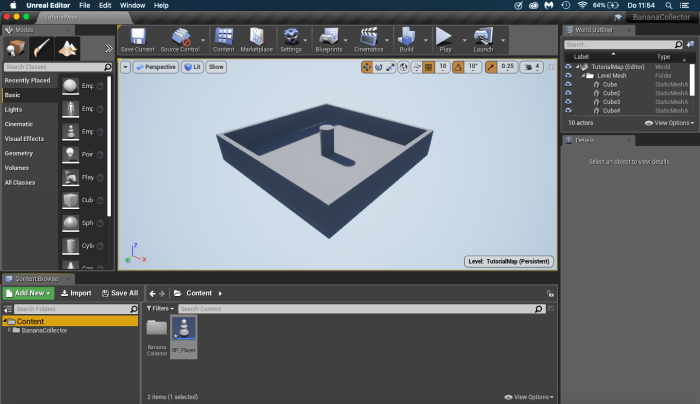 Unreal Editor File Edit Window Help 64% Do 11:54
TutorialMap BananaCollector
Modes
Search Classes
Recently Placed
Basic
Lights
Cinematic
Visual Effects
Geometry
Volumes
All Classes
Emp
Emp
Emp
Poin
Play
Cub
Sph
Cylin
Save Current Source Control Content Marketplace Settings Blueprints Cinematics Build Play Launch
Perspective Lit Show 10 10° 0.25 4
Z
X
Level: TutorialMap (Persistent)
World Outliner
Search...
Label Type
TutorialMap (Editor) World
Level Mesh Folder
Cube StaticMeshA
Cube2 StaticMeshA
Cube3 StaticMeshA
Cube4 StaticMeshA
10 actors View Options
Details
Select an object to view details.
Content Browser
Add New Import Save All Content
Search Folders
Content
BananaCollector
Filters Search Content
Banana
Collector
BP_Player
2 items (1 selected) View Options